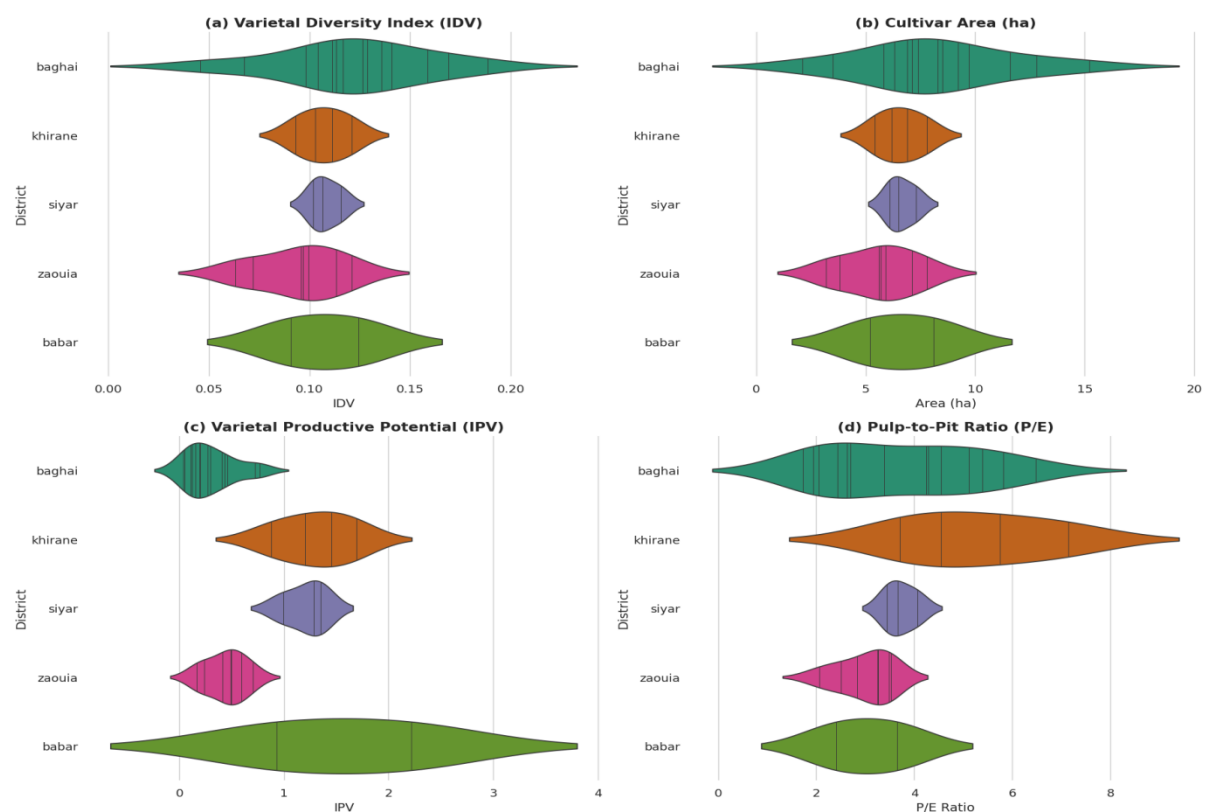 (a) Varietal Diversity Index (IDV)
District
baghai
khirane
siyar
zaouia
babar
0.00 0.05 0.10 0.15 0.20
IDV
(b) Cultivar Area (ha)
District
baghai
khirane
siyar
zaouia
babar
0 5 10 15 20
Area (ha)
(c) Varietal Productive Potential (IPV)
District
baghai
khirane
siyar
zaouia
babar
0 1 2 3 4
IPV
(d) Pulp-to-Pit Ratio (P/E)
District
baghai
khirane
siyar
zaouia
babar
0 2 4 6 8
P/E Ratio